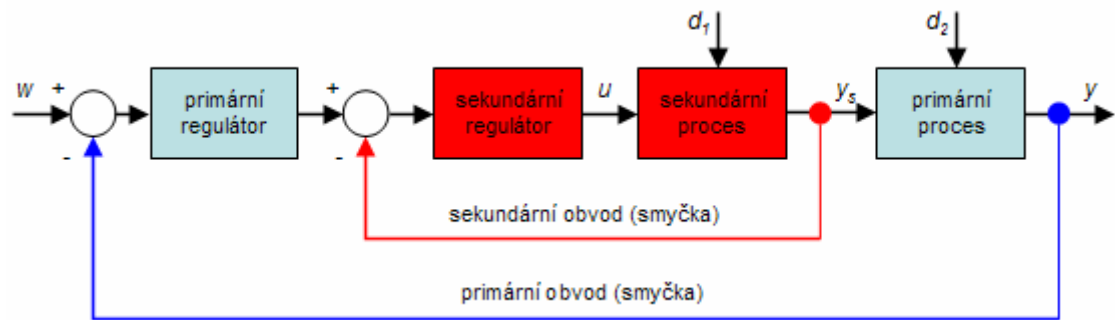 d₁
d₂
w
+
-
primární
regulátor
+
-
sekundární
regulátor
u
sekundární
proces
yₛ
primární
proces
y
sekundární obvod (smyčka)
primární obvod (smyčka)